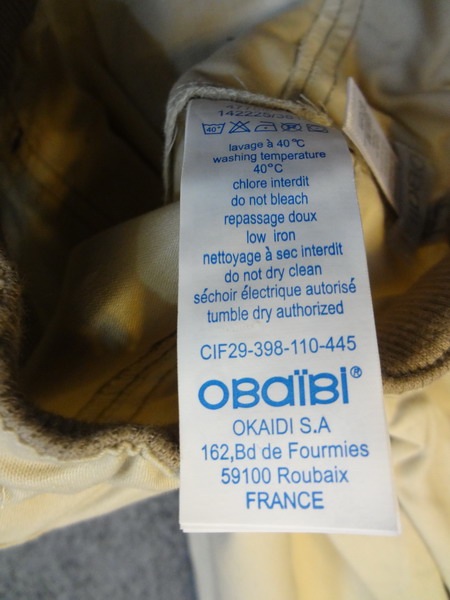 40°
lavage à 40°C
washing temperature
40°C
chlore interdit
do not bleach
repassage doux
low iron
nettoyage à sec interdit
do not dry clean
séchoir électrique autorisé
tumble dry authorized
CIF29-398-110-445
OBaïBi®
OKAIDI S.A
162,Bd de Fourmies
59100 Roubaix
FRANCE